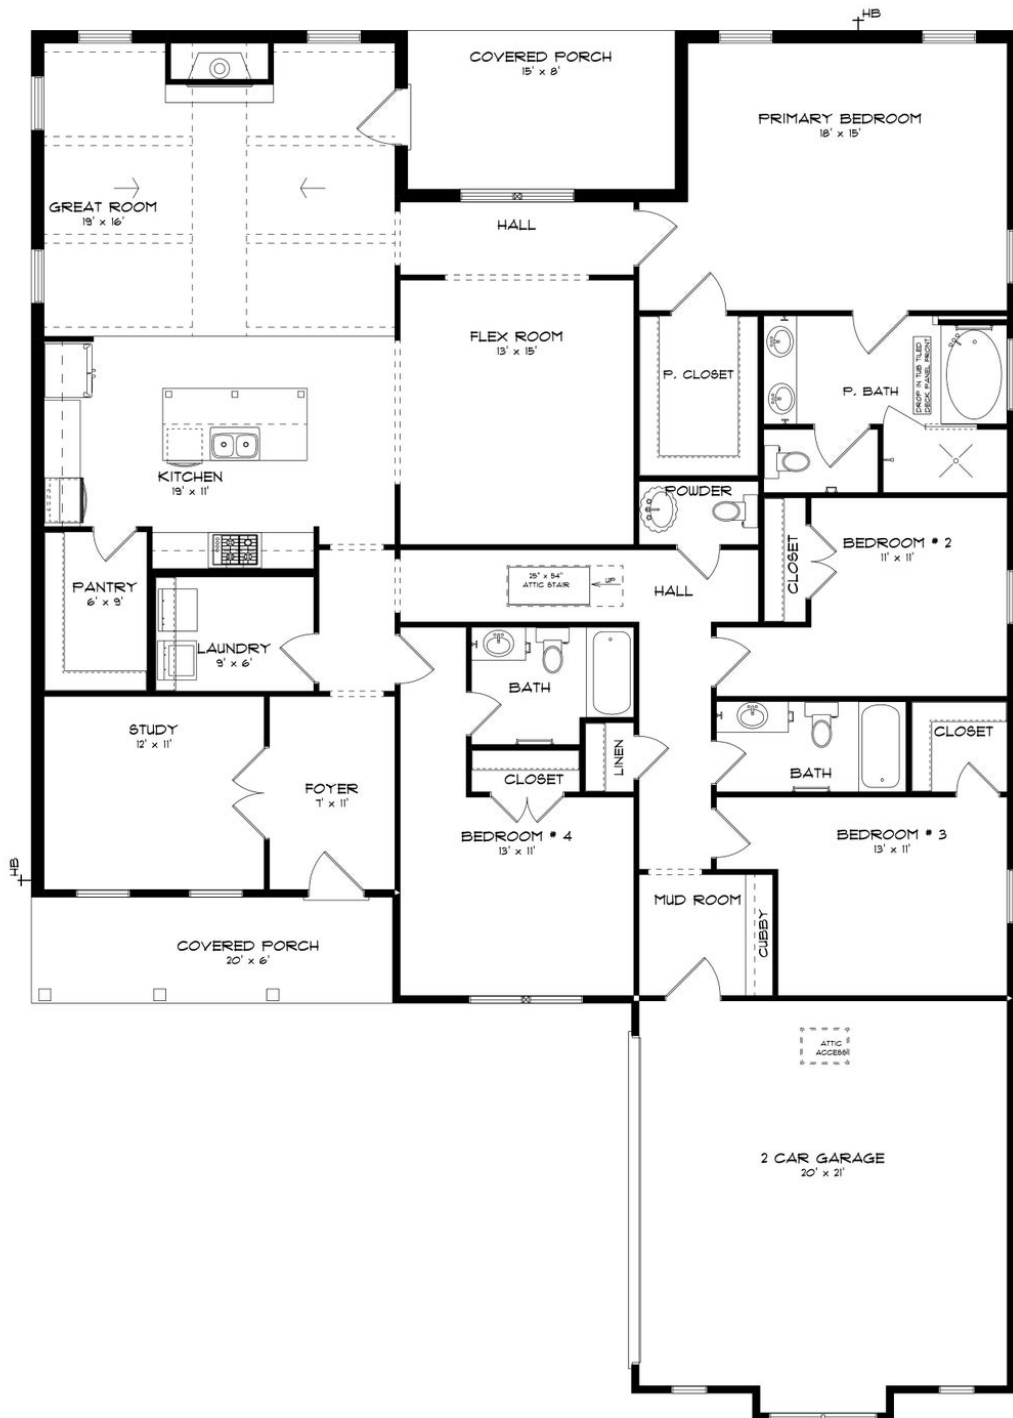 HB
COVERED PORCH
15' x 8'
PRIMARY BEDROOM
18' x 15'
GREAT ROOM
19' x 16'
HALL
FLEX ROOM
13' x 15'
P. CLOSET
P. BATH
DROP IN TUB TILED
DECK PANEL FRONT
KITCHEN
19' x 11'
POWDER
BEDROOM # 2
11' x 11'
CLOSET
PANTRY
6' x 9'
25" x 54"
ATTIC STAIR
UP
HALL
LAUNDRY
9' x 6'
BATH
STUDY
12' x 11'
FOYER
7' x 11'
LINEN
CLOSET
BATH
CLOSET
BEDROOM # 4
13' x 11'
BEDROOM # 3
13' x 11'
HB
MUD ROOM
CUBBY
COVERED PORCH
20' x 6'
ATTIC
ACCESS
2 CAR GARAGE
20' x 21'